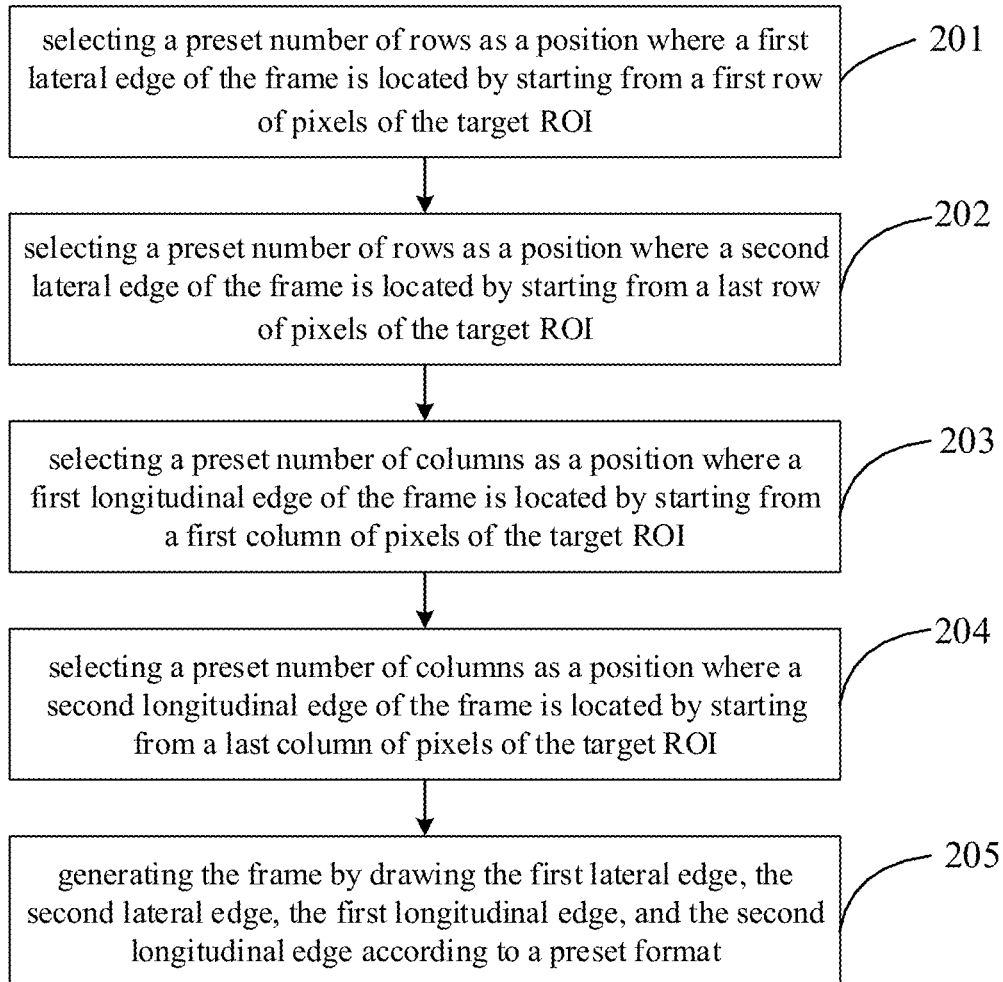 selecting a preset number of rows as a position where a first
lateral edge of the frame is located by starting from a first row
of pixels of the target ROI
201
selecting a preset number of rows as a position where a second
lateral edge of the frame is located by starting from a last row
of pixels of the target ROI
202
selecting a preset number of columns as a position where a
first longitudinal edge of the frame is located by starting from
a first column of pixels of the target ROI
203
selecting a preset number of columns as a position where a
second longitudinal edge of the frame is located by starting
from a last column of pixels of the target ROI
204
generating the frame by drawing the first lateral edge, the
second lateral edge, the first longitudinal edge, and the second
longitudinal edge according to a preset format
205